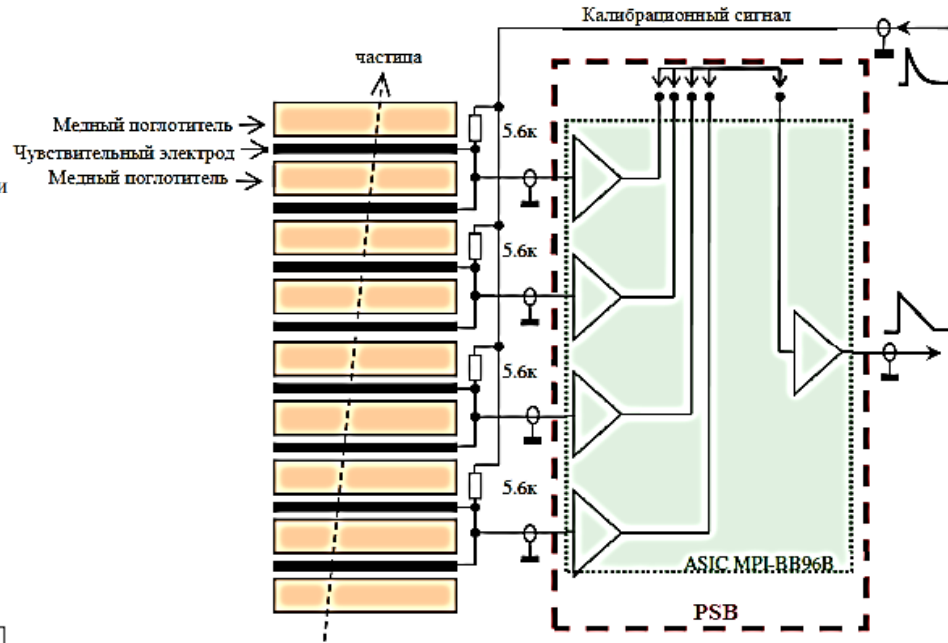 Калибрационный сигнал
частица
Медный поглотитель
Чувствительный электрод
Медный поглотитель
и
5.6к
5.6к
5.6к
5.6к
ASIC MPI-BB96B
PSB